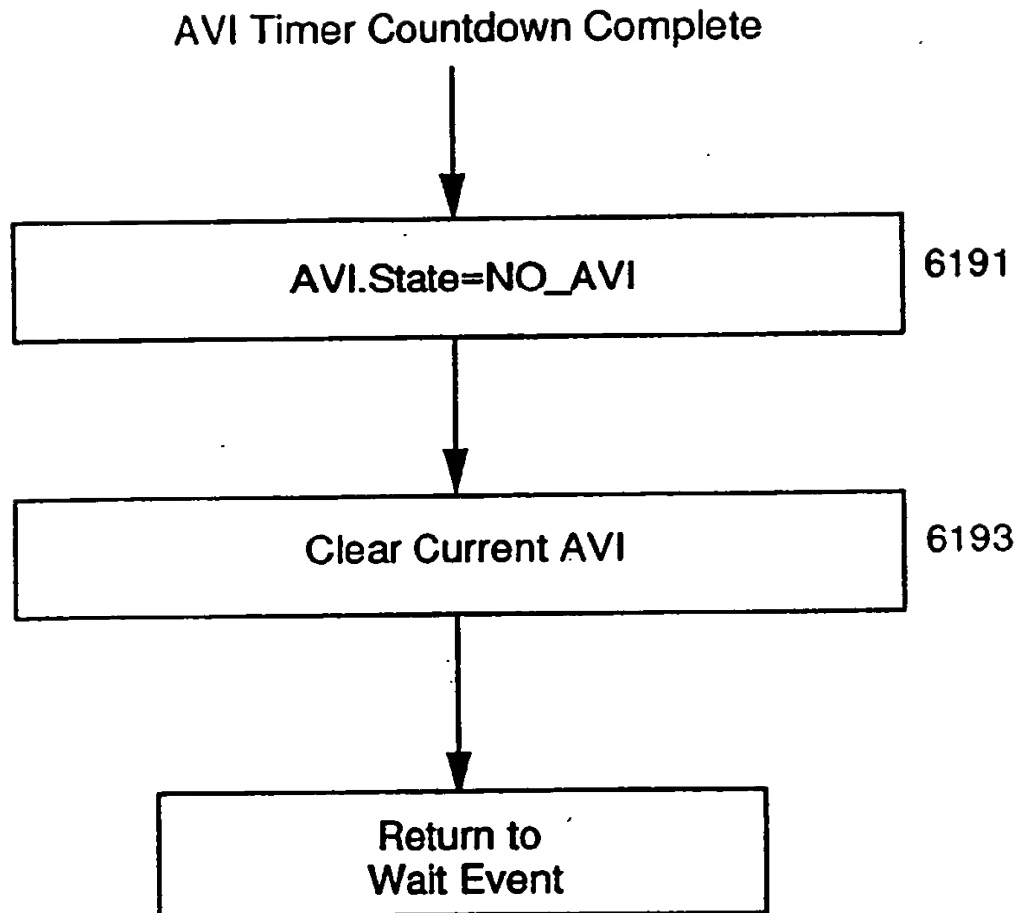 AVI Timer Countdown Complete
AVI.State=NO_AVI
6191
Clear Current AVI
6193
Return to
Wait Event